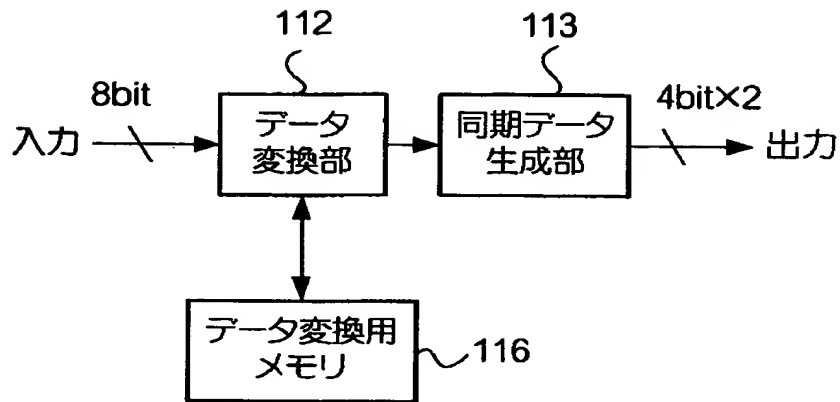 112
113
8bit
4bit×2
入力
データ
変換部
同期データ
生成部
出力
データ変換用
メモリ
116